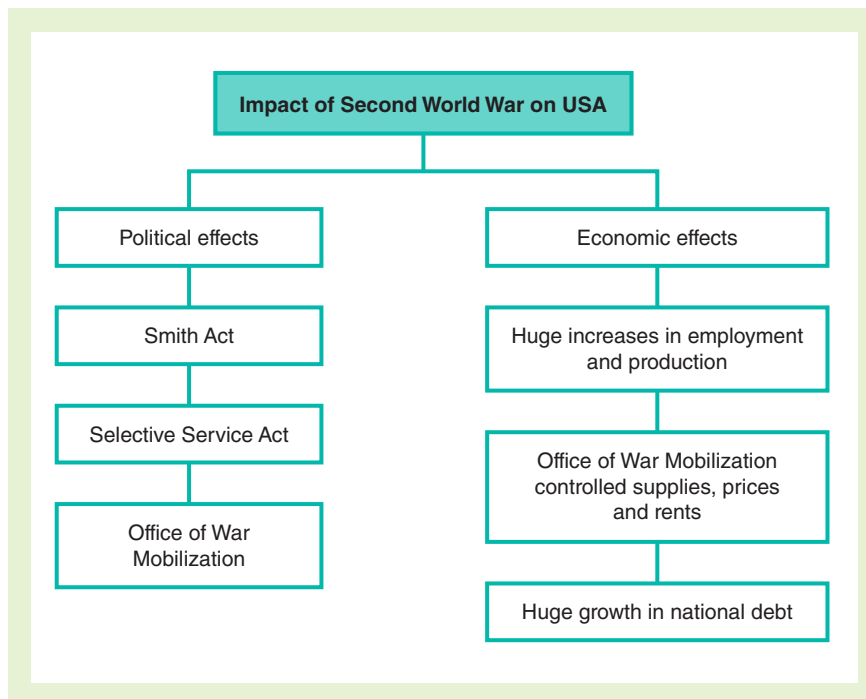 Impact of Second World War on USA
Political effects
Smith Act
Selective Service Act
Office of War
Mobilization
Economic effects
Huge increases in employment
and production
Office of War Mobilization
controlled supplies, prices
and rents
Huge growth in national debt